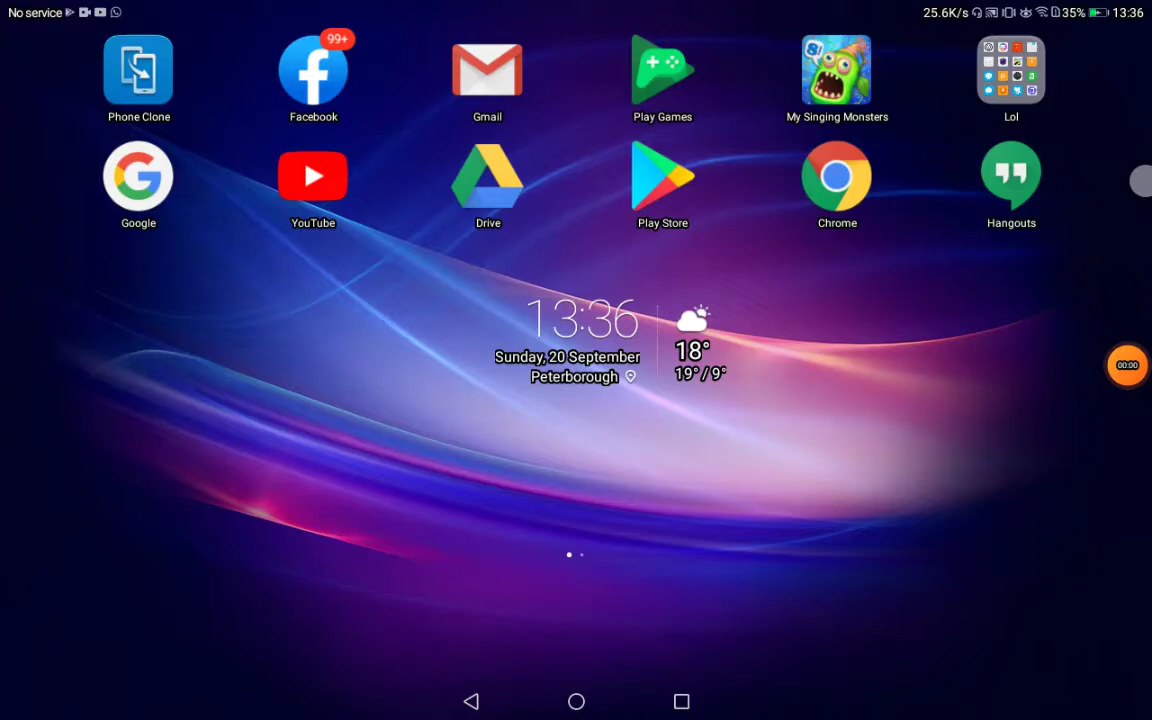 No service 25.6K/s 35% 13:36
99+
8!
Phone Clone Facebook Gmail Play Games My Singing Monsters Lol
Google YouTube Drive Play Store Chrome Hangouts
13:36
18°
Sunday, 20 September
Peterborough 19° / 9°
00:00